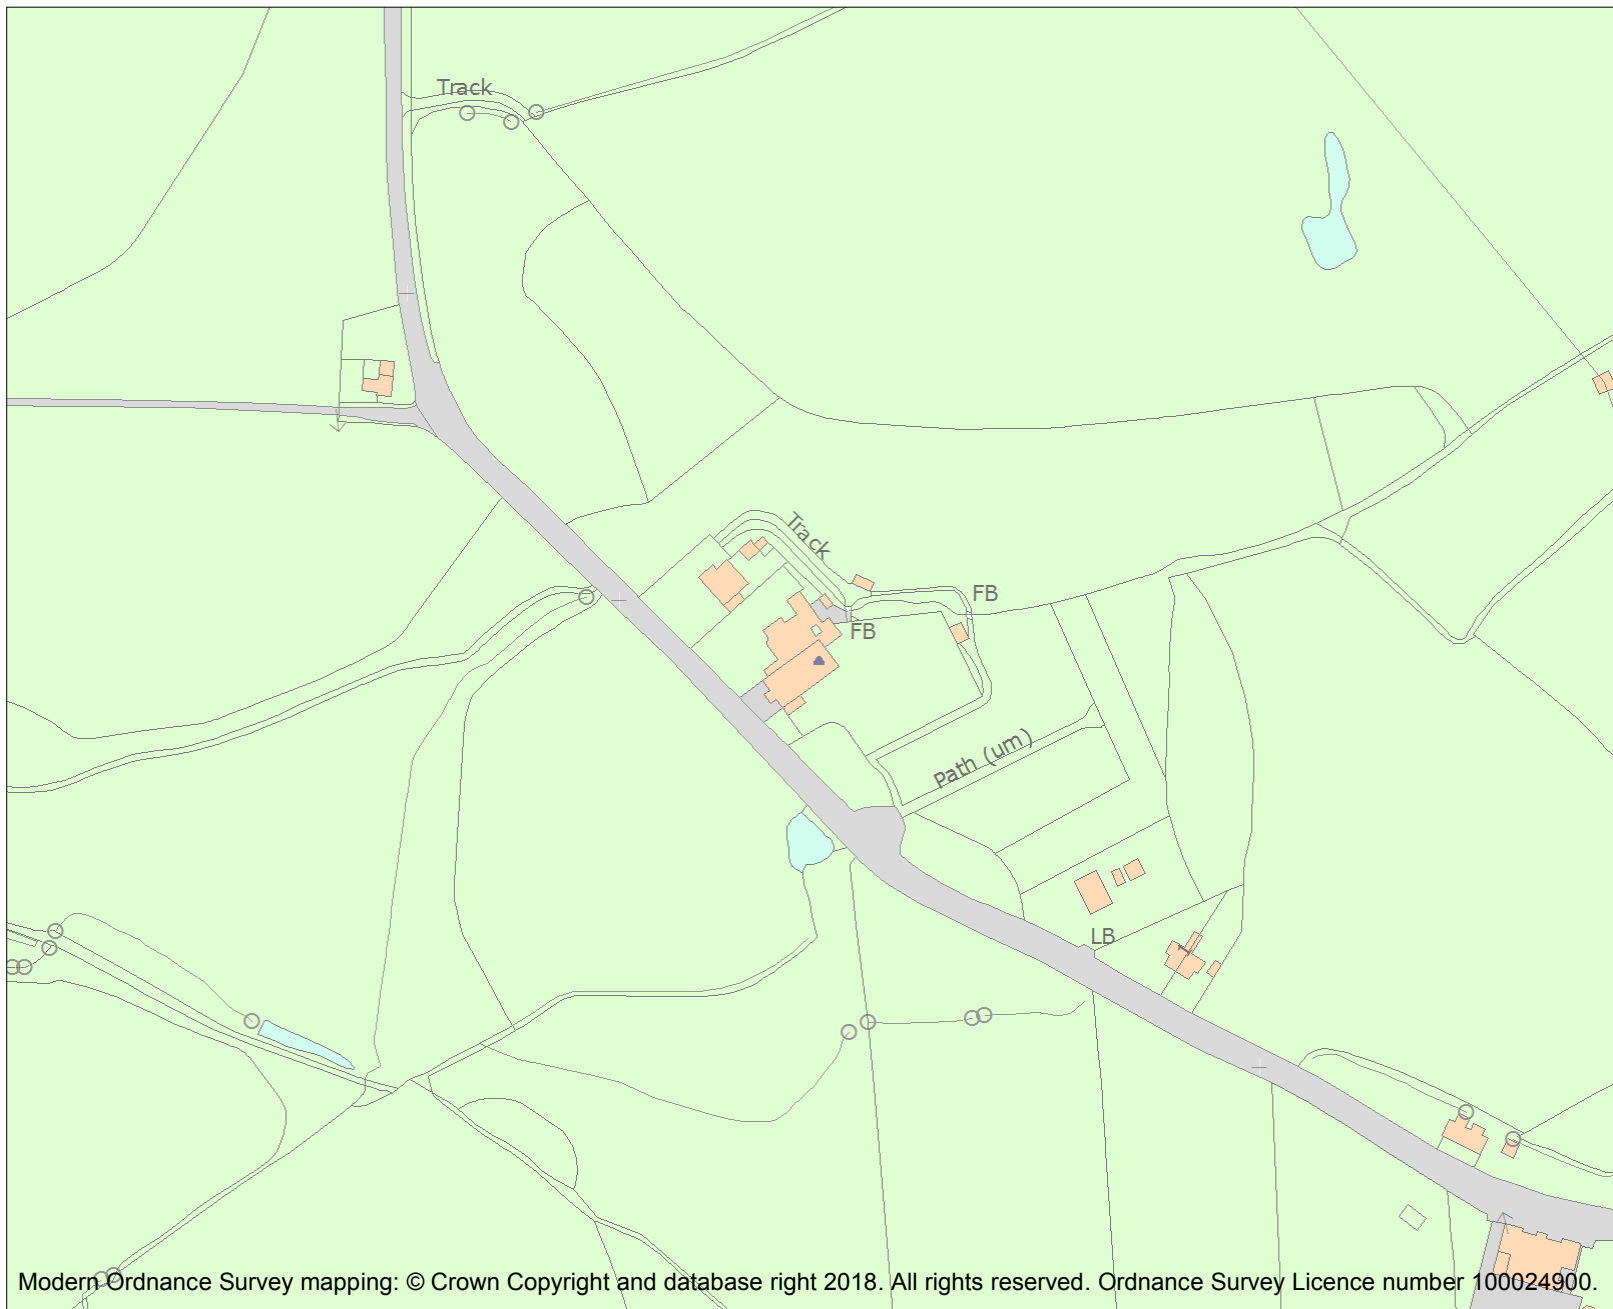 Track
Track
FB
FB
Path (um)
LB
Modern Ordnance Survey mapping: © Crown Copyright and database right 2018. All rights reserved. Ordnance Survey Licence number 100024900.